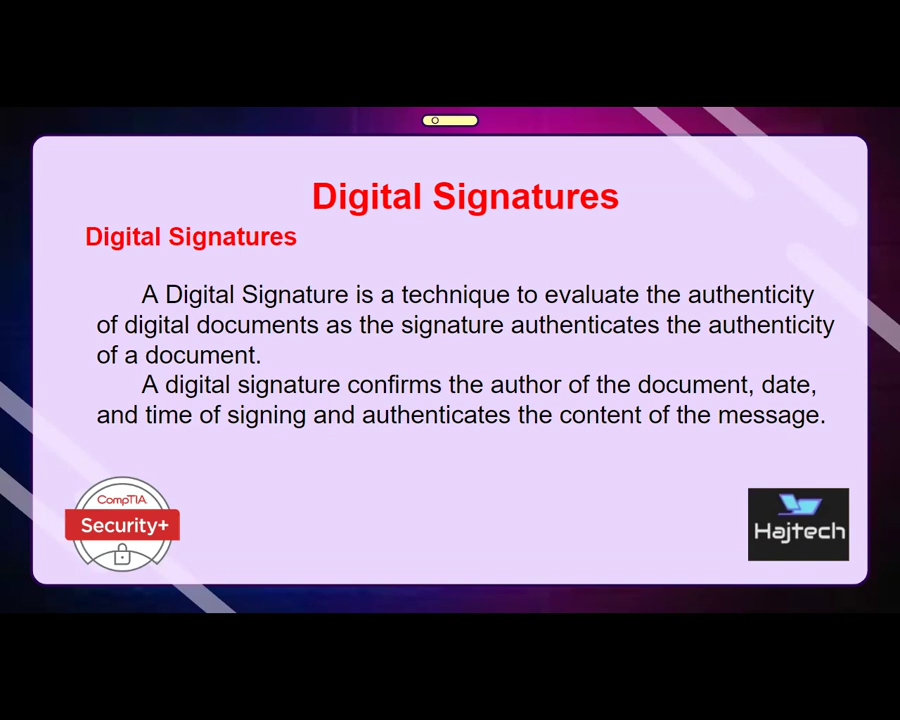 Digital Signatures
Digital Signatures
A Digital Signature is a technique to evaluate the authenticity
of digital documents as the signature authenticates the authenticity
of a document.
A digital signature confirms the author of the document, date,
and time of signing and authenticates the content of the message.
CompTIA
Security+
Hajtech